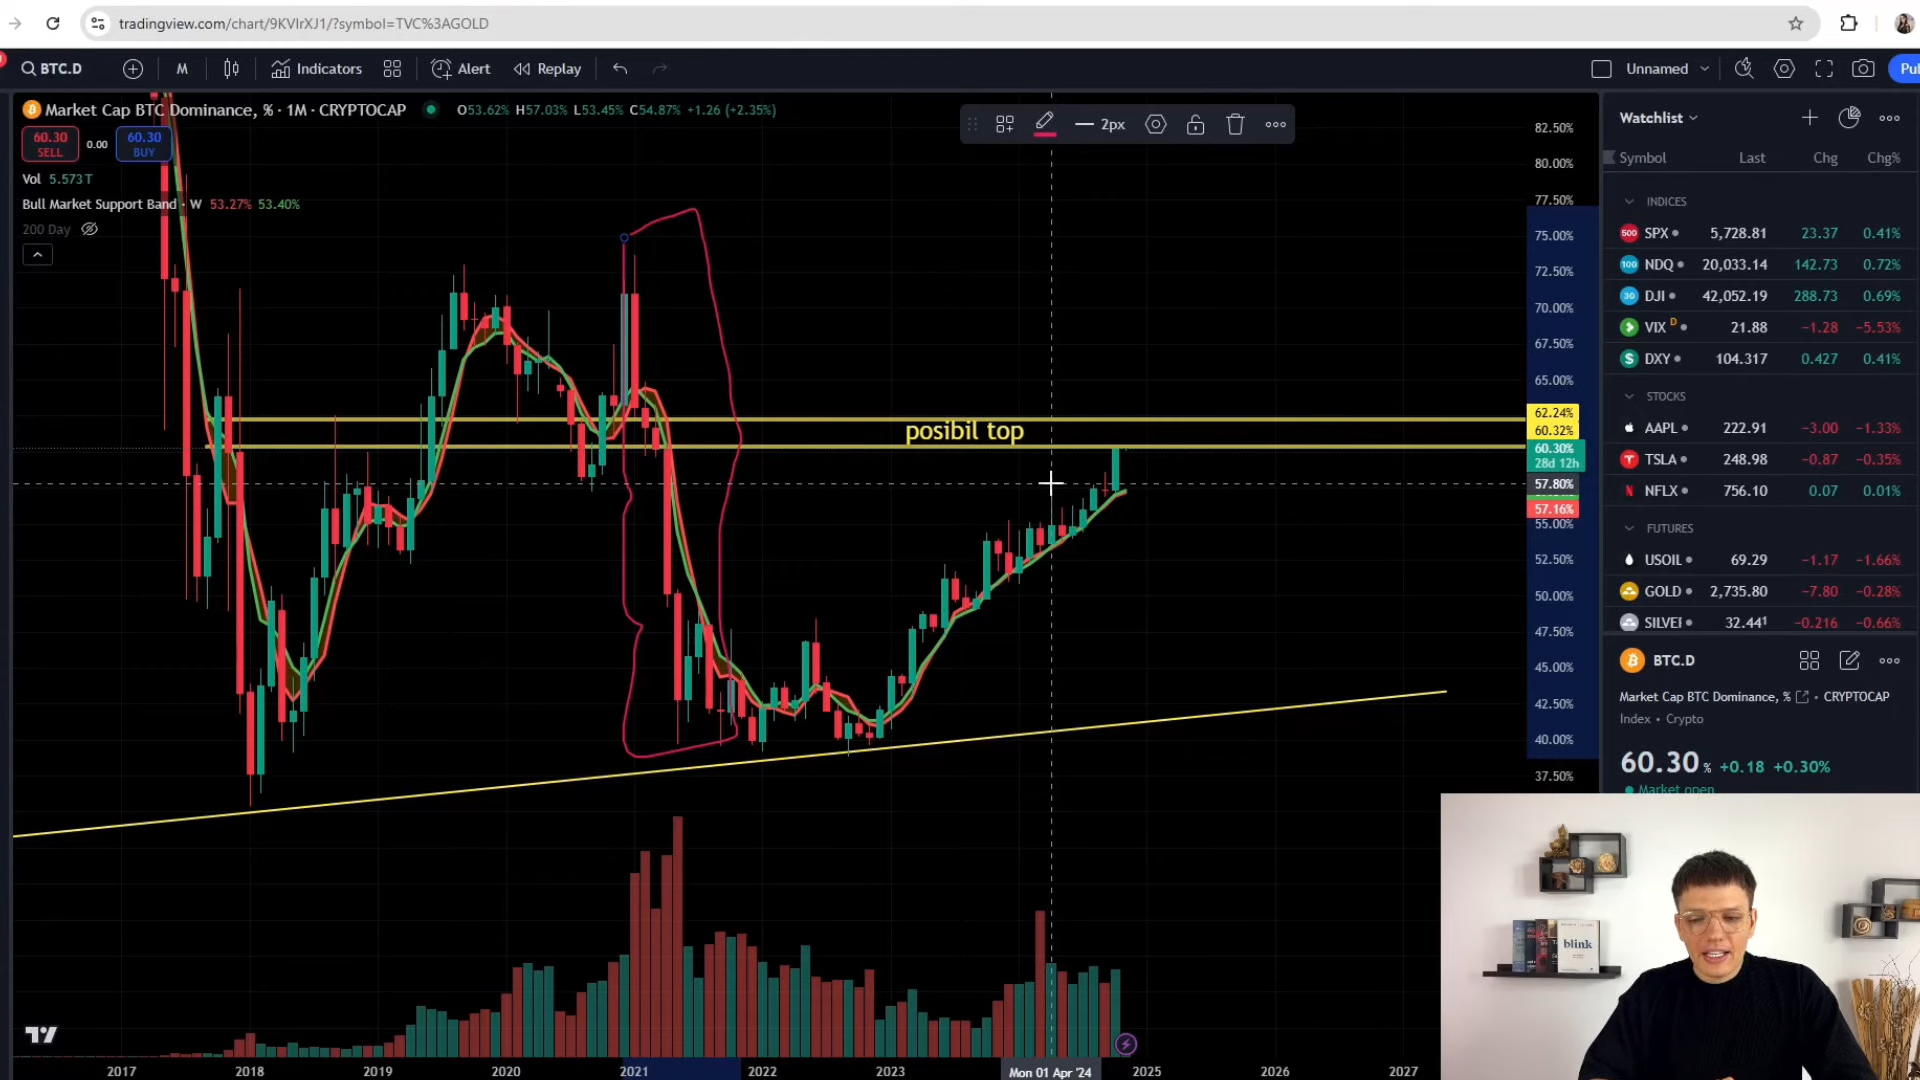 tradingview.com/chart/9KVIrXJ1/?symbol=TVC%3AGOLD
BTC.D
M
Indicators
Alert
Replay
Unnamed
Pu
Market Cap BTC Dominance, % · 1M · CRYPTOCAP
O53.62% H57.03% L53.45% C54.87% +1.26 (+2.35%)
60.30
SELL
0.00
60.30
BUY
Vol 5.573T
Bull Market Support Band · W 53.27% 53.40%
200 Day
2px
posibil top
82.50%
80.00%
77.50%
75.00%
72.50%
70.00%
67.50%
65.00%
62.24%
60.32%
60.30%
28d 12h
57.80%
57.16%
55.00%
52.50%
50.00%
47.50%
45.00%
42.50%
40.00%
37.50%
2017
2018
2019
2020
2021
2022
2023
Mon 01 Apr '24
2025
2026
2027
Watchlist
Symbol Last Chg Chg%
INDICES
500 SPX 5,728.81 23.37 0.41%
100 NDQ 20,033.14 142.73 0.72%
30 DJI 42,052.19 288.73 0.69%
VIX D 21.88 −1.28 −5.53%
$ DXY 104.317 0.427 0.41%
STOCKS
AAPL 222.91 −3.00 −1.33%
TSLA 248.98 −0.87 −0.35%
NFLX 756.10 0.07 0.01%
FUTURES
USOIL 69.29 −1.17 −1.66%
GOLD 2,735.80 −7.80 −0.28%
SILVER 32.441 −0.216 −0.66%
BTC.D
Market Cap BTC Dominance, % • CRYPTOCAP
Index • Crypto
60.30 % +0.18 +0.30%
Market open
blink